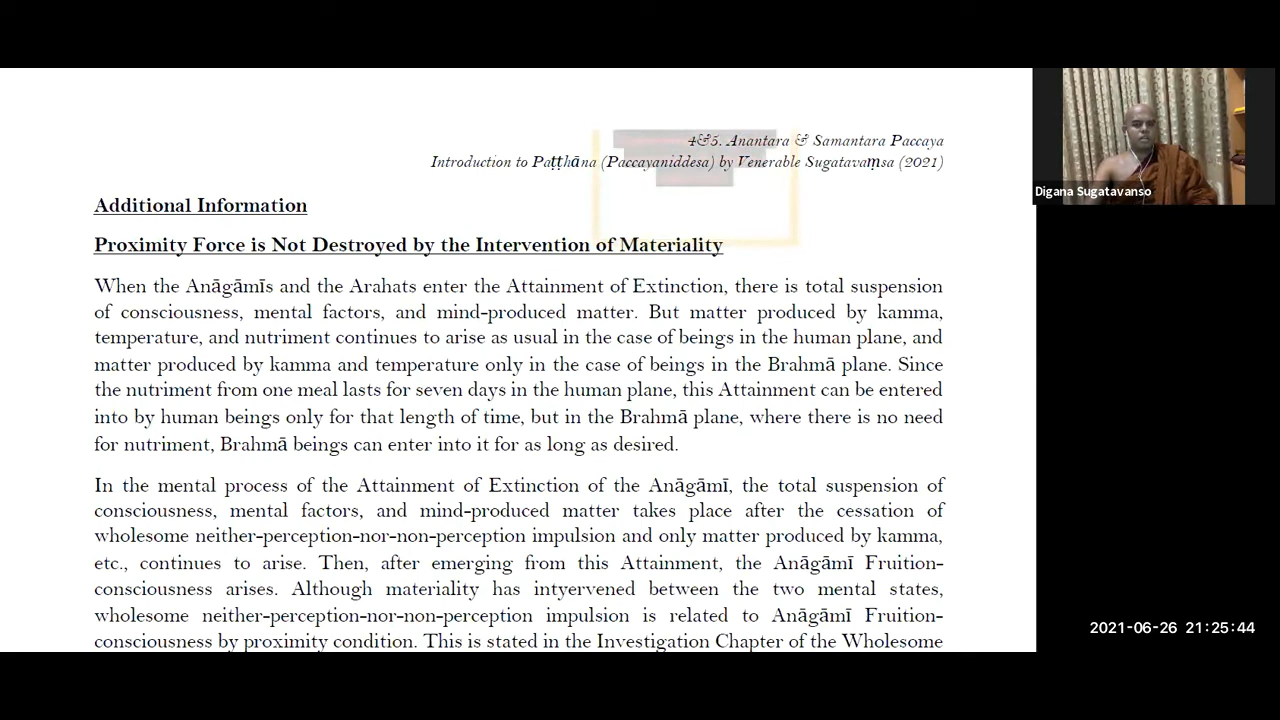 4&5. Anantara & Samantara Paccaya
Introduction to Paṭṭhāna (Paccayaniddesa) by Venerable Sugatavaṃsa (2021)
Additional Information
Proximity Force is Not Destroyed by the Intervention of Materiality
When the Anāgāmīs and the Arahats enter the Attainment of Extinction, there is total suspension
of consciousness, mental factors, and mind-produced matter. But matter produced by kamma,
temperature, and nutriment continues to arise as usual in the case of beings in the human plane, and
matter produced by kamma and temperature only in the case of beings in the Brahmā plane. Since
the nutriment from one meal lasts for seven days in the human plane, this Attainment can be entered
into by human beings only for that length of time, but in the Brahmā plane, where there is no need
for nutriment, Brahmā beings can enter into it for as long as desired.
In the mental process of the Attainment of Extinction of the Anāgāmī, the total suspension of
consciousness, mental factors, and mind-produced matter takes place after the cessation of
wholesome neither-perception-nor-non-perception impulsion and only matter produced by kamma,
etc., continues to arise. Then, after emerging from this Attainment, the Anāgāmī Fruition-
consciousness arises. Although materiality has intyervened between the two mental states,
wholesome neither-perception-nor-non-perception impulsion is related to Anāgāmī Fruition-
consciousness by proximity condition. This is stated in the Investigation Chapter of the Wholesome
Digana Sugatavanso
2021-06-26 21:25:44